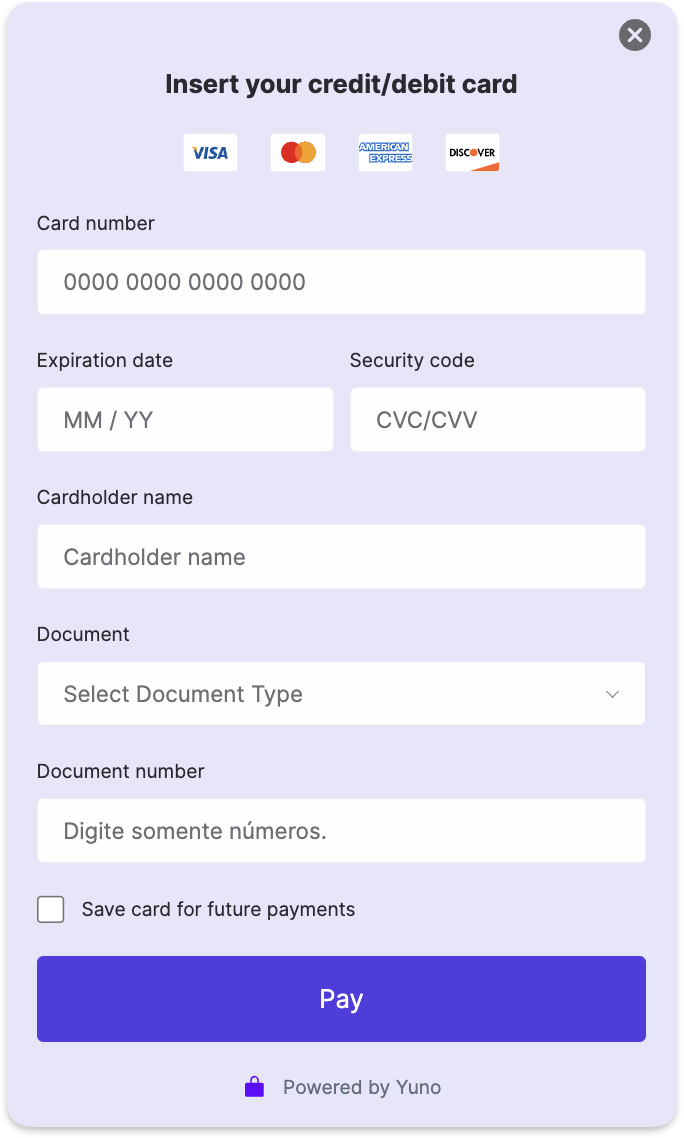 Insert your credit/debit card
VISA
AMERICAN
EXPRESS
DISCOVER
Card number
0000 0000 0000 0000
Expiration date
Security code
MM / YY
CVC/CVV
Cardholder name
Cardholder name
Document
Select Document Type
Document number
Digite somente números.
Save card for future payments
Pay
Powered by Yuno